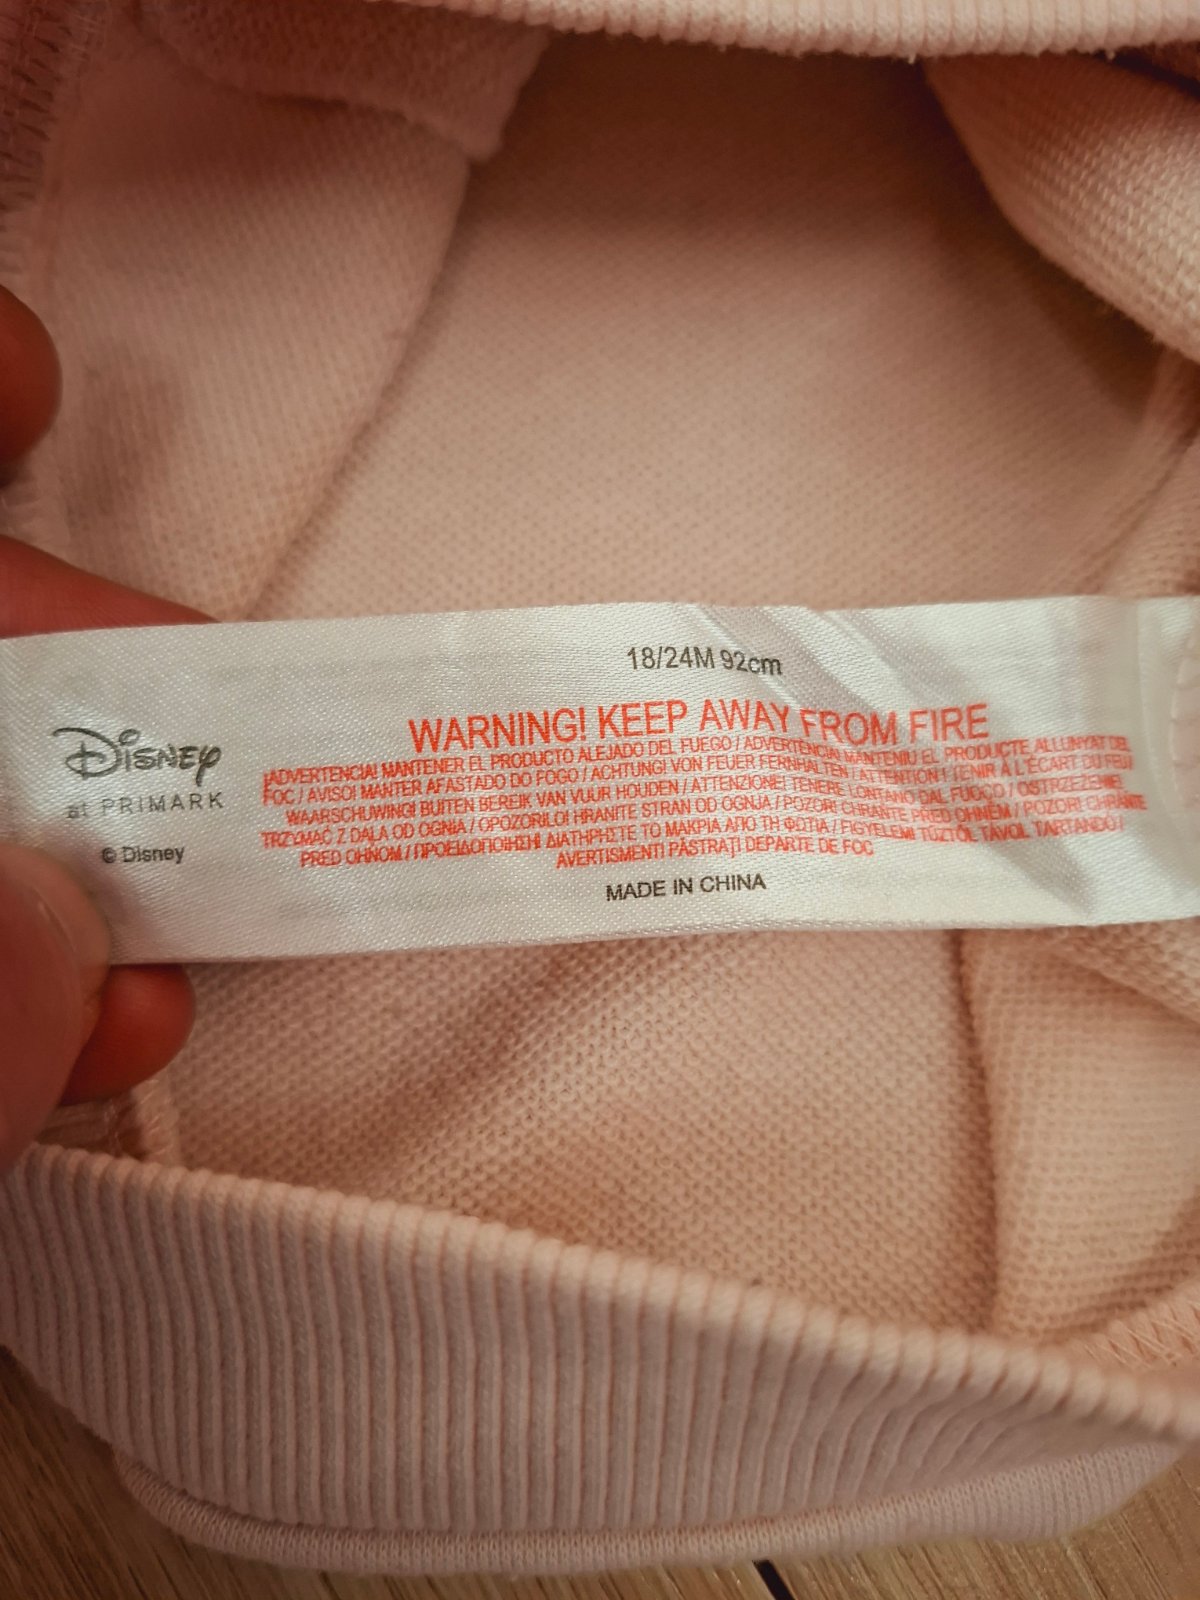 18/24M 92cm
WARNING! KEEP AWAY FROM FIRE
¡ADVERTENCIA! MANTENER EL PRODUCTO ALEJADO DEL FUEGO / ADVERTÈNCIA! MANTENIU EL PRODUCTE ALLUNYAT DEL
FOC / AVISO! MANTER AFASTADO DO FOGO / ACHTUNG! VON FEUER FERNHALTEN / ATTENTION ! TENIR À L'ÉCART DU FEU /
WAARSCHUWING! BUITEN BEREIK VAN VUUR HOUDEN / ATTENZIONE! TENERE LONTANO DAL FUOCO / OSTRZEŻENIE!
TRZYMAĆ Z DALA OD OGNIA / OPOZORILO! HRANITE STRAN OD OGNJA / POZOR! CHRAŇTE PŘED OHNĚM / POZOR! CHRÁŇTE
PRED OHŇOM / ΠΡΟΕΙΔΟΠΟΙΗΣΗ! ΔΙΑΤΗΡΗΣΤΕ ΤΟ ΜΑΚΡΙΑ ΑΠΟ ΤΗ ΦΩΤΙΑ / FIGYELEM! TŰZTŐL TÁVOL TARTANDÓ /
AVERTISMENT! PĂSTRAŢI DEPARTE DE FOC
MADE IN CHINA
Disney
at PRIMARK
© Disney